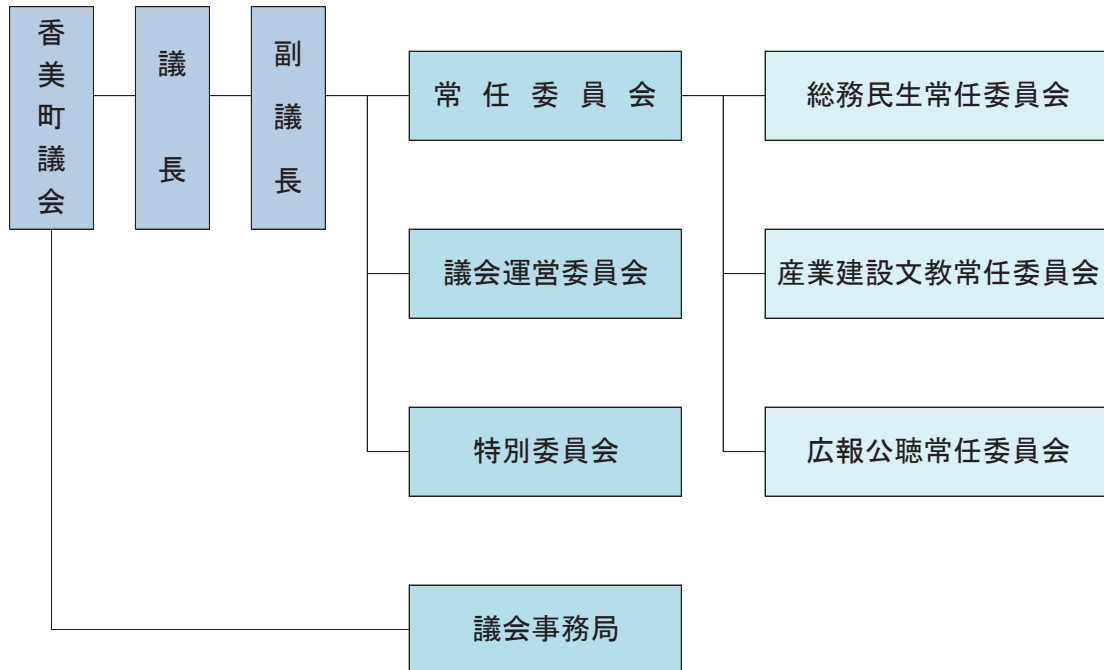 香美町議会
議長
副議長
常任委員会
総務民生常任委員会
議会運営委員会
産業建設文教常任委員会
特別委員会
広報公聴常任委員会
議会事務局